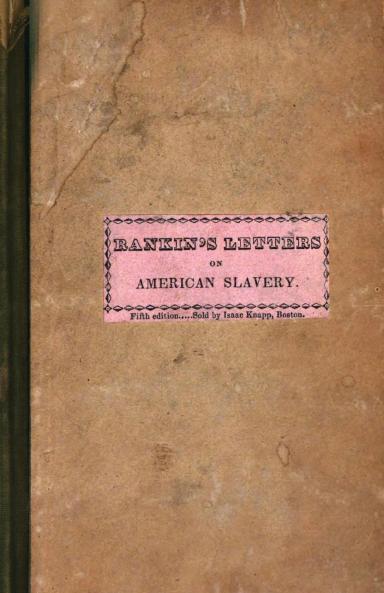 RANKIN'S LETTERS
ON
AMERICAN SLAVERY.
Fifth edition.....Sold by Isaac Knapp, Boston.